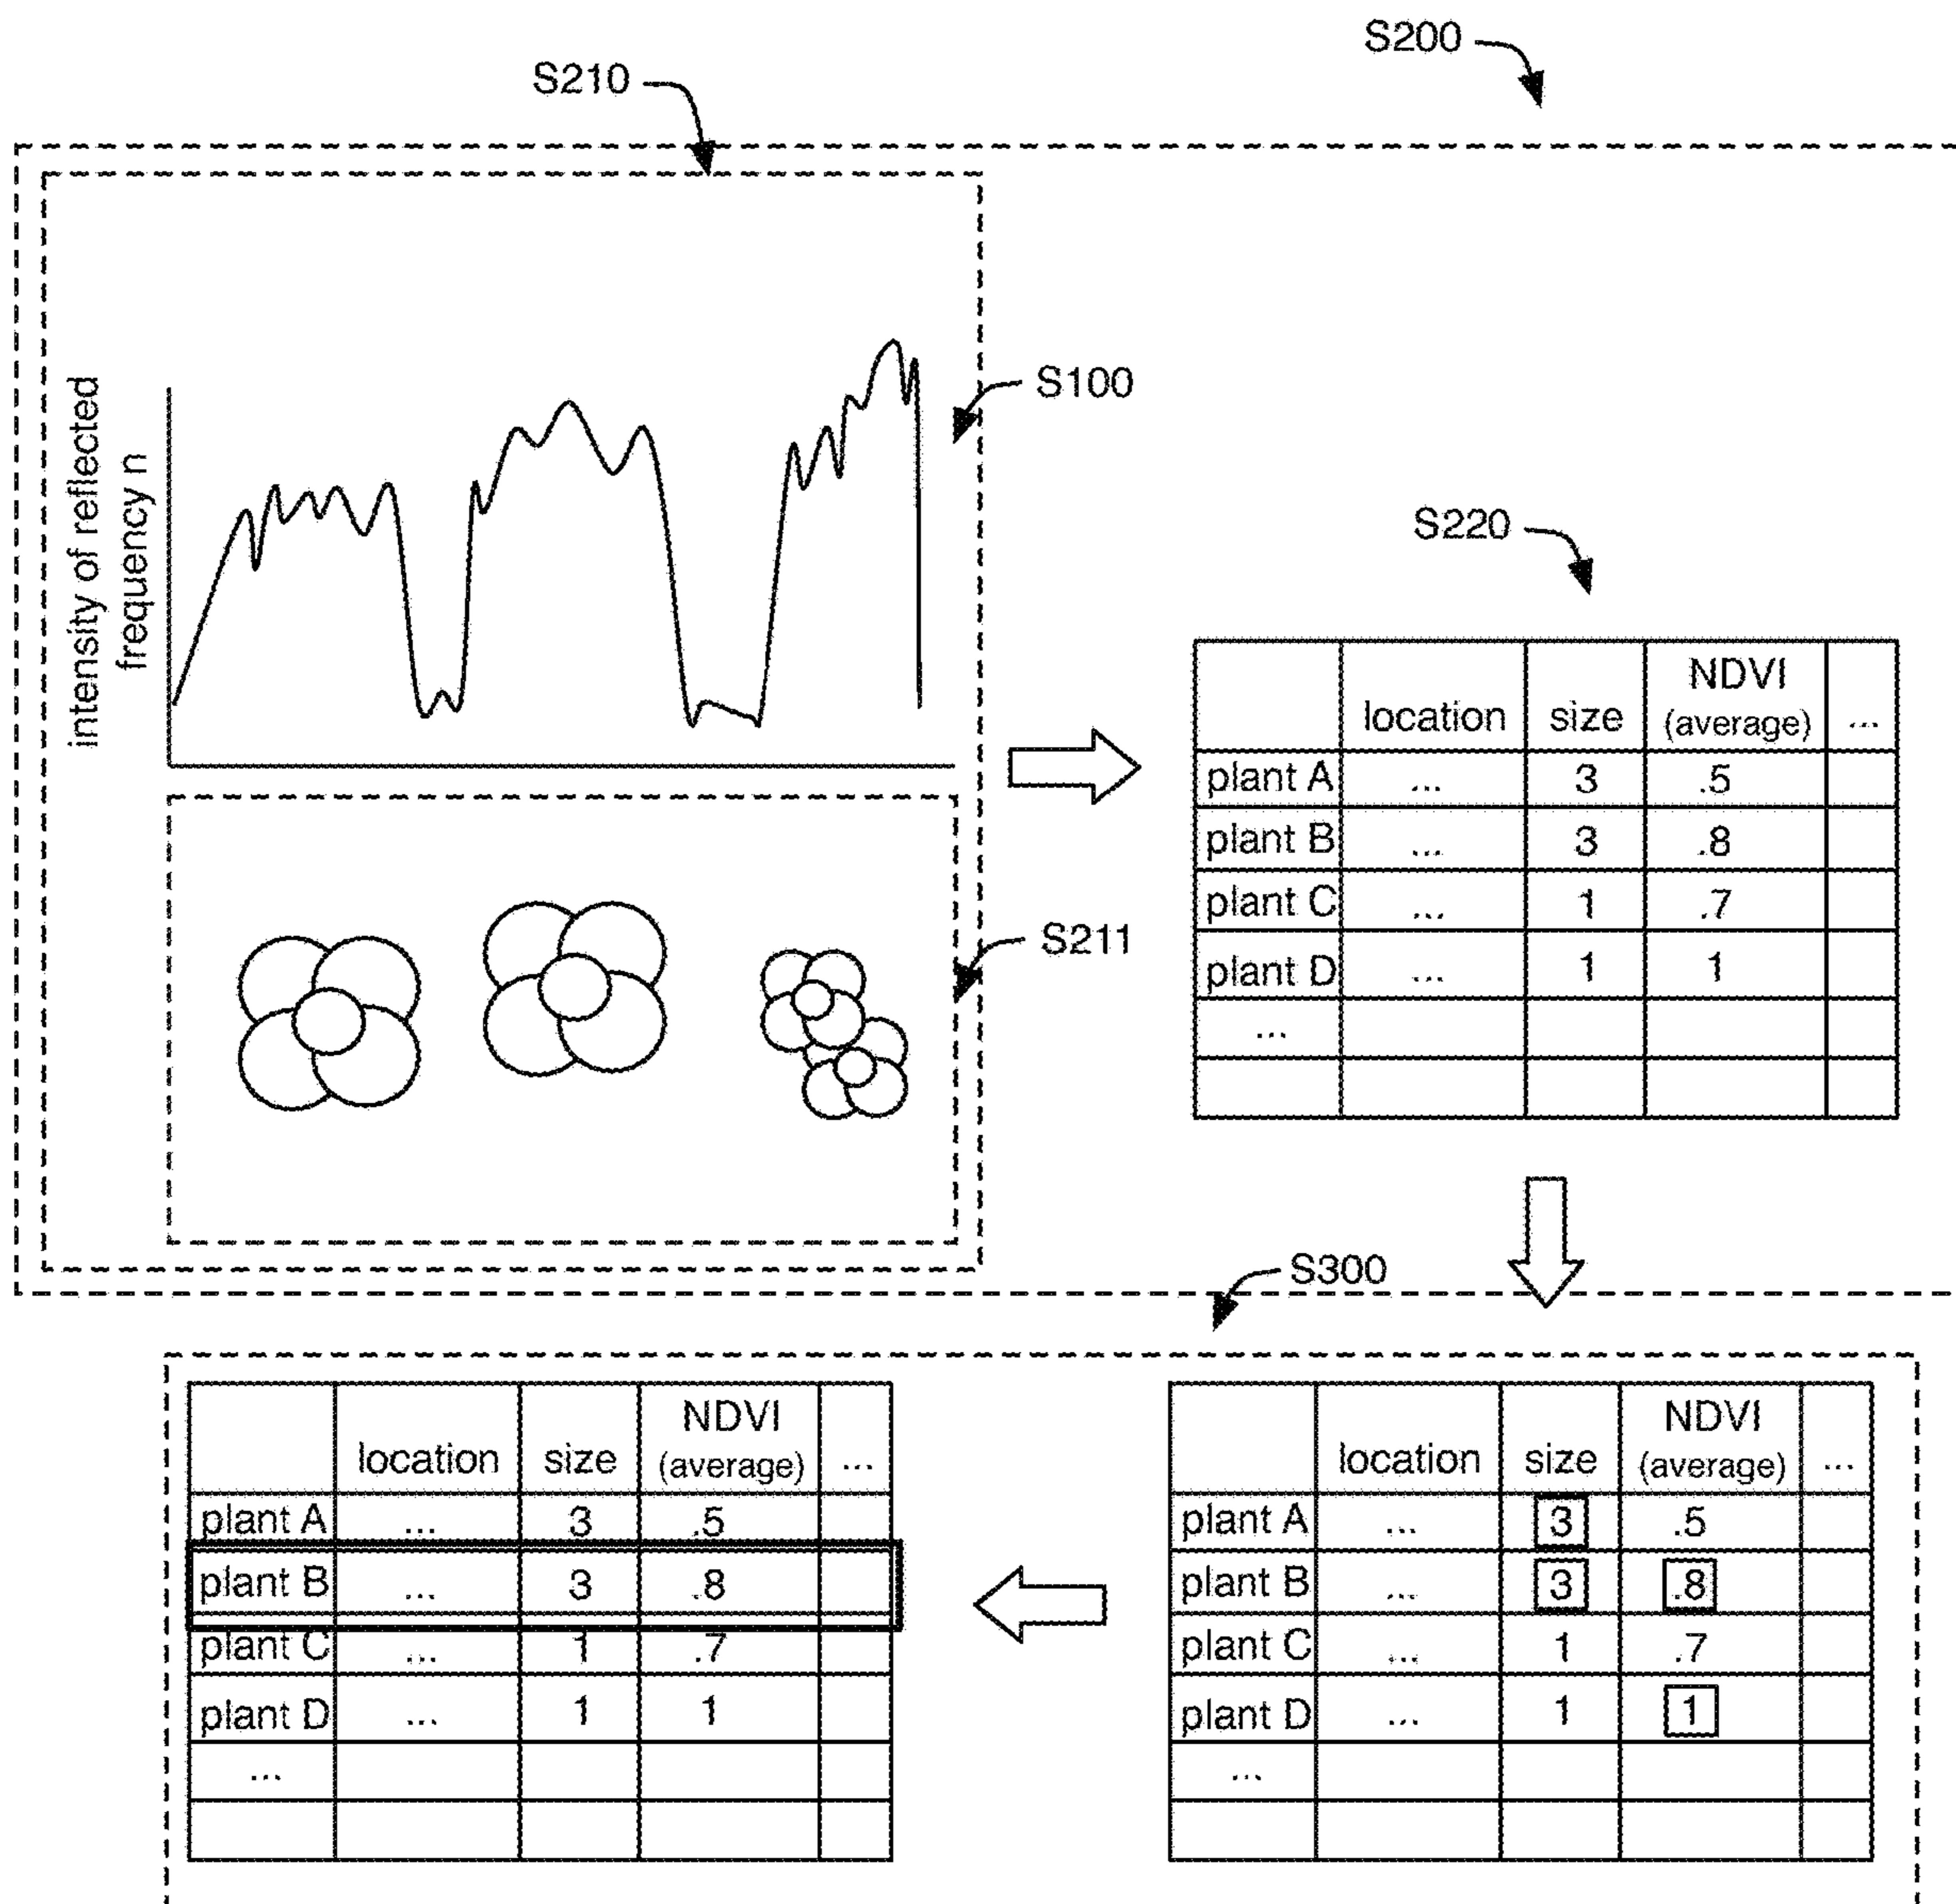 S200
S210
intensity of reflected
frequency n
S100
S220
NDVI
location size (average) ...
plant A ... 3 .5
plant B ... 3 .8
plant C ... 1 .7
plant D ... 1 1
...
S211
S300
NDVI
location size (average) ...
plant A ... 3 .5
plant B ... 3 .8
plant C ... 1 .7
plant D ... 1 1
...
NDVI
location size (average) ...
plant A ... 3 .5
plant B ... 3 .8
plant C ... 1 .7
plant D ... 1 1
...